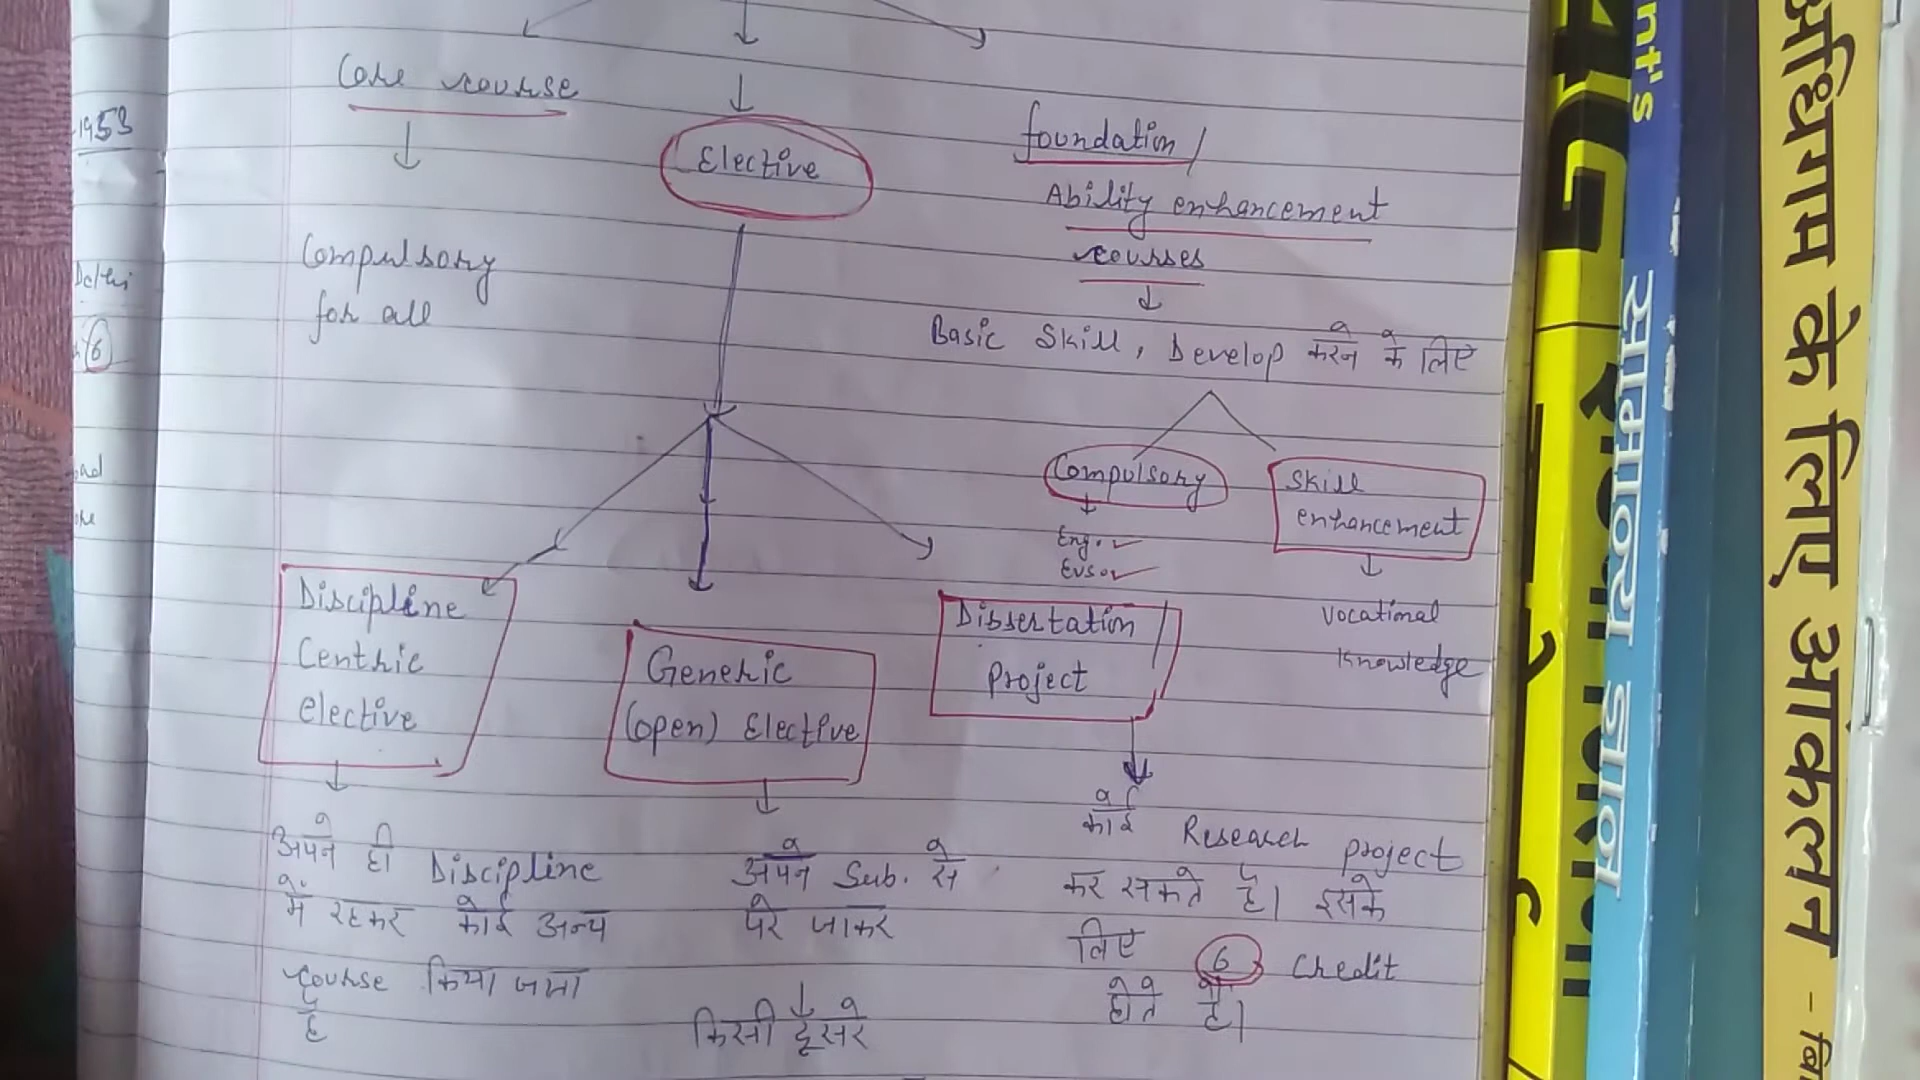 1953
Delhi
6
Core course
Elective
foundation/
Ability enhancement
courses
Compulsory
for all
Basic Skill, Develop करने के लिए
Compulsory
Eng.
EVS.
Skill
enhancement
Vocational
Knowledge
Discipline
Centric
elective
Generic
(open) Elective
Dissertation/
Project
अपने ही Discipline
में रहकर कोई अन्य
course किया जाता
है
अपने Sub. से
परे जाकर
किसी दूसरे
कोई Research project
कर सकते है। इसके
लिए 6 Credit
होते है।
nt's
सामान्य ज्ञान
अधिगम के लिए आकलन